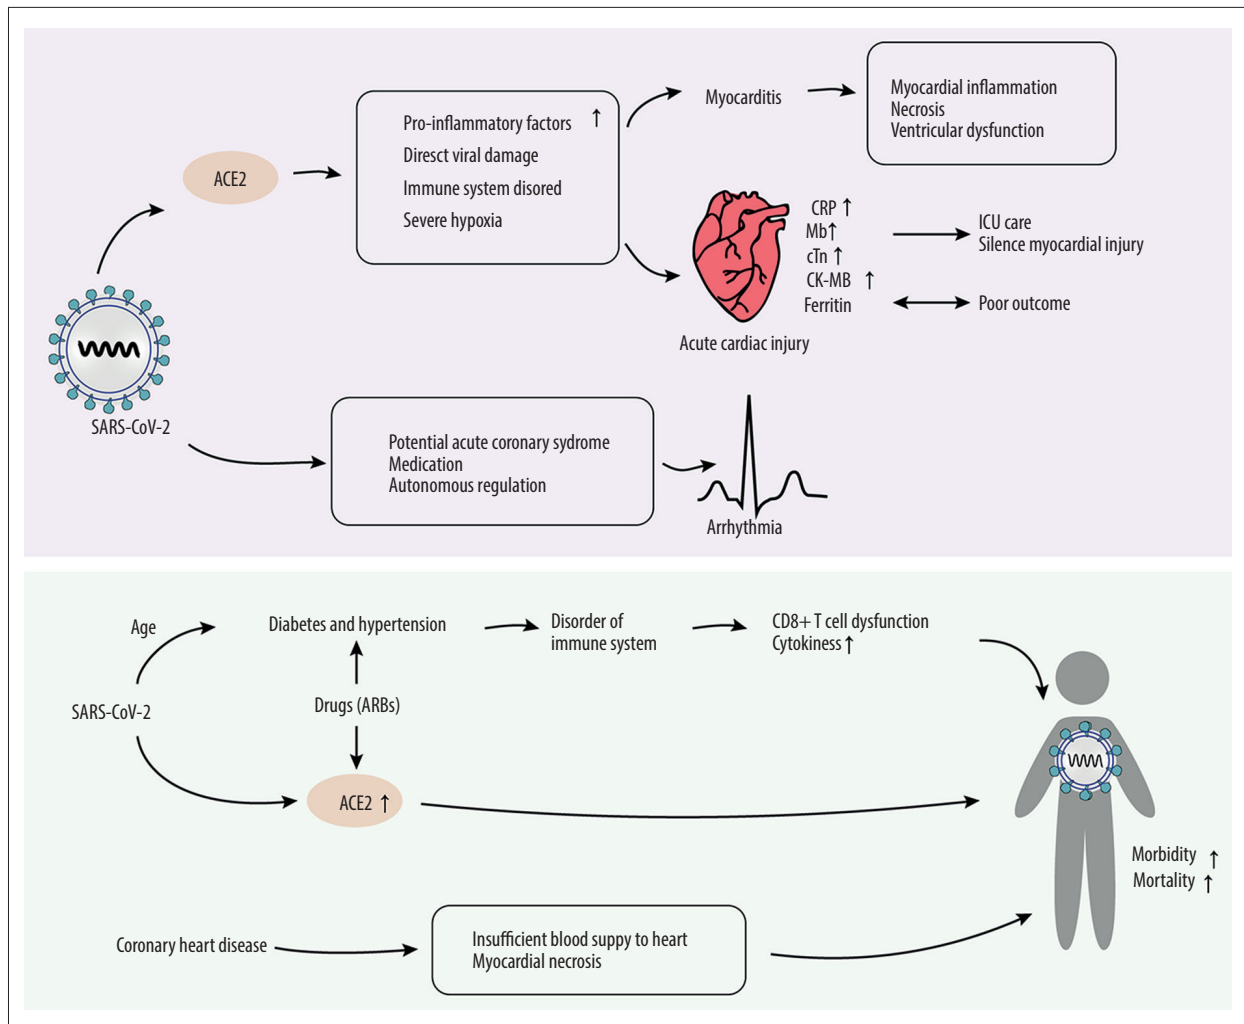 Pro-inflammatory factors ↑
Diresct viral damage
Immune system disored
Severe hypoxia
Myocarditis
Myocardial inflammation
Necrosis
Ventricular dysfunction
ACE2
CRP ↑
Mb↑
cTn ↑
CK-MB ↑
Ferritin
ICU care
Silence myocardial injury
Poor outcome
Acute cardiac injury
SARS-CoV-2
Potential acute coronary sydrome
Medication
Autonomous regulation
Arrhythmia
Age
Diabetes and hypertension
Disorder of
immune system
CD8+ T cell dysfunction
Cytokiness ↑
SARS-CoV-2
Drugs (ARBs)
ACE2 ↑
Morbidity ↑
Mortality ↑
Coronary heart disease
Insufficient blood suppy to heart
Myocardial necrosis